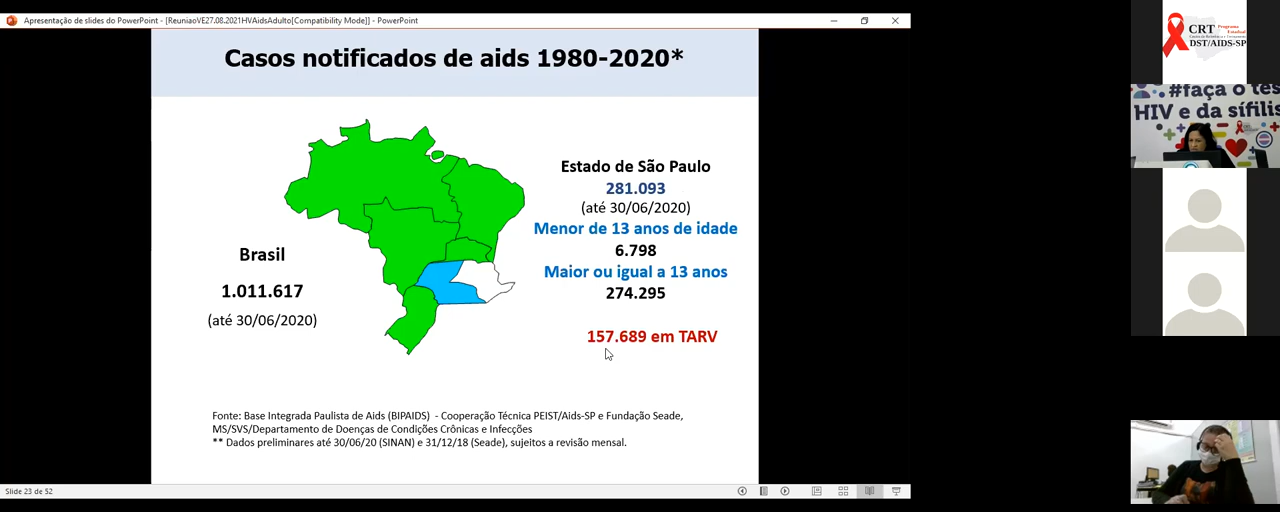 Apresentação de slides do PowerPoint - [ReuniaoVE27.08.2021HVAidsAdulto[Compatibility Mode]] - PowerPoint
Casos notificados de aids 1980-2020*
Brasil
1.011.617
(até 30/06/2020)
Estado de São Paulo
281.093
(até 30/06/2020)
Menor de 13 anos de idade
6.798
Maior ou igual a 13 anos
274.295
157.689 em TARV
Fonte: Base Integrada Paulista de Aids (BIPAIDS) - Cooperação Técnica PEIST/Aids-SP e Fundação Seade,
MS/SVS/Departamento de Doenças de Condições Crônicas e Infecções
** Dados preliminares até 30/06/20 (SINAN) e 31/12/18 (Seade), sujeitos a revisão mensal.
Slide 23 de 52
CRT Programa Estadual
DST/AIDS-SP
#faça o tes
HIV e da sífilis